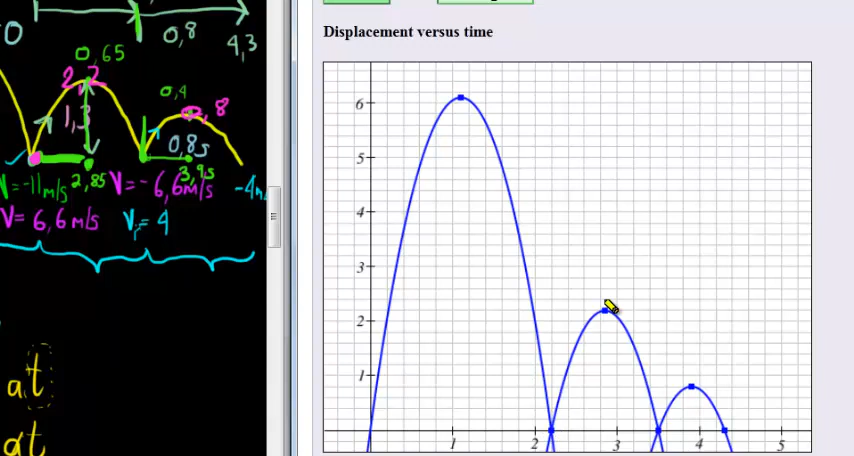 0,8
4,3
0,65
2,2
0,4
1,3
0,8
0,8s
V=-11m/s
2,85
V=-6,6m/s
3,9s
V=6,6m/s
Vr=4
at
at
Displacement versus time
6
5
4
3
2
1
1
2
3
4
5